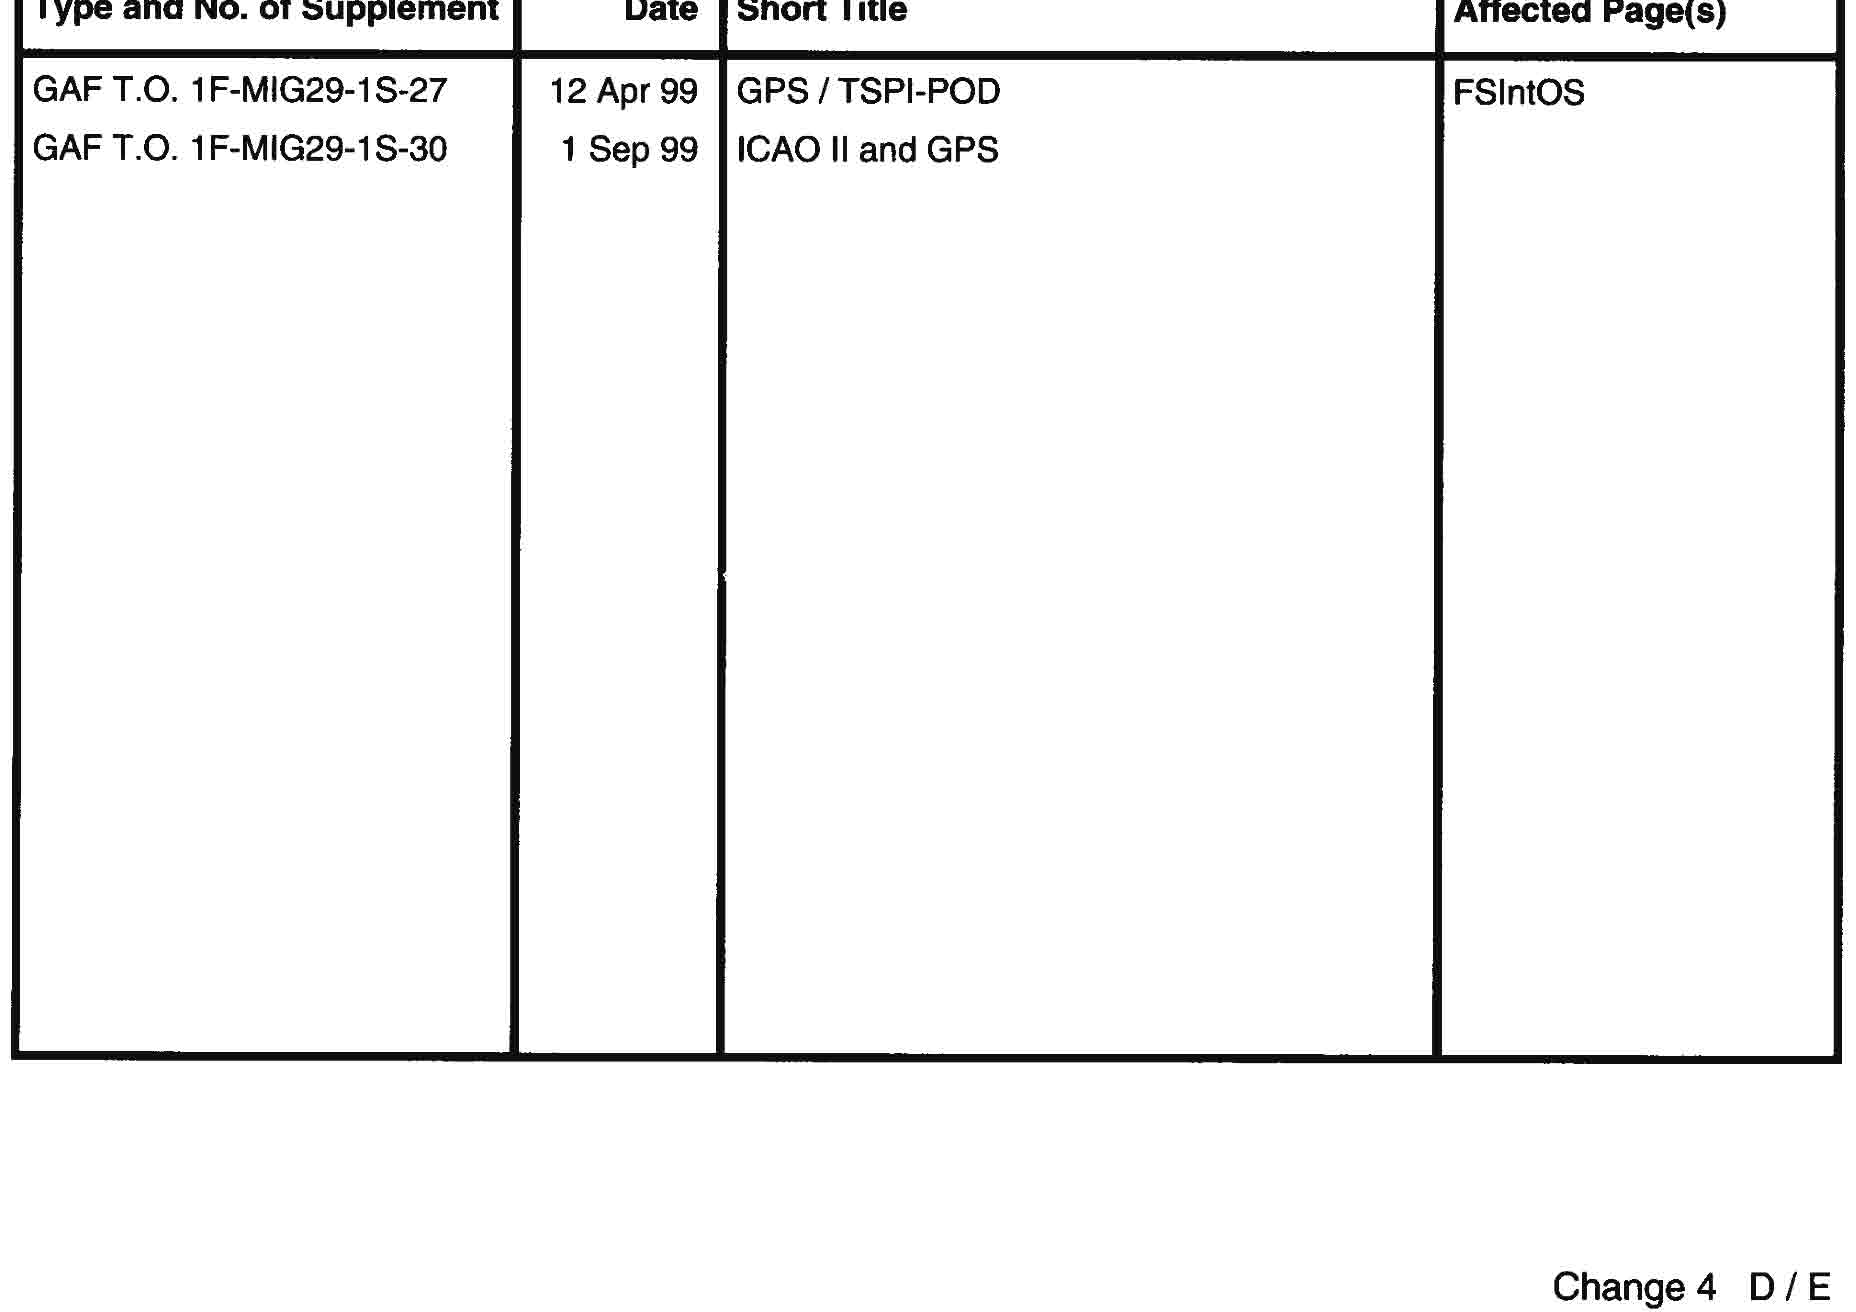 Type and No. of Supplement Date Short Title Affected Page(s)
GAF T.O. 1F-MIG29-1S-27 12 Apr 99 GPS / TSPI-POD FSIntOS
GAF T.O. 1F-MIG29-1S-30 1 Sep 99 ICAO II and GPS
Change 4 D / E